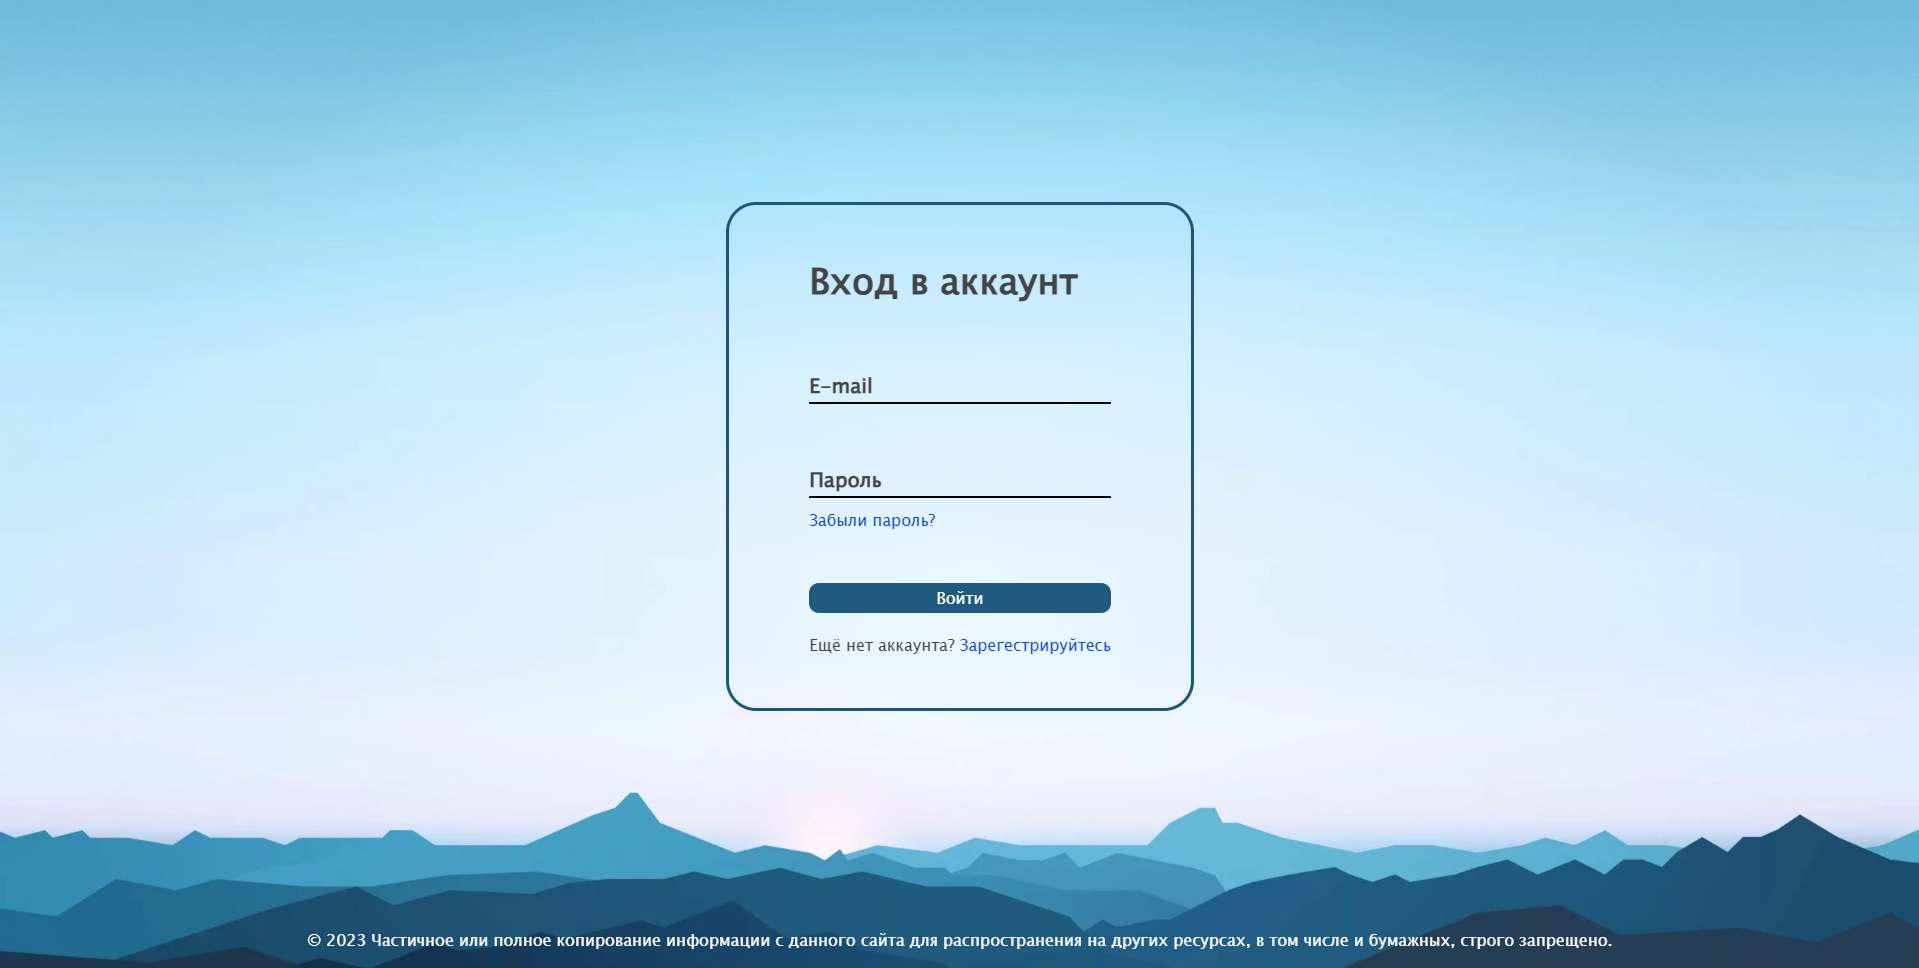 Вход в аккаунт
E-mail
Пароль
Забыли пароль?
Войти
Ещё нет аккаунта? Зарегестрируйтесь
© 2023 Частичное или полное копирование информации с данного сайта для распространения на других ресурсах, в том числе и бумажных, строго запрещено.